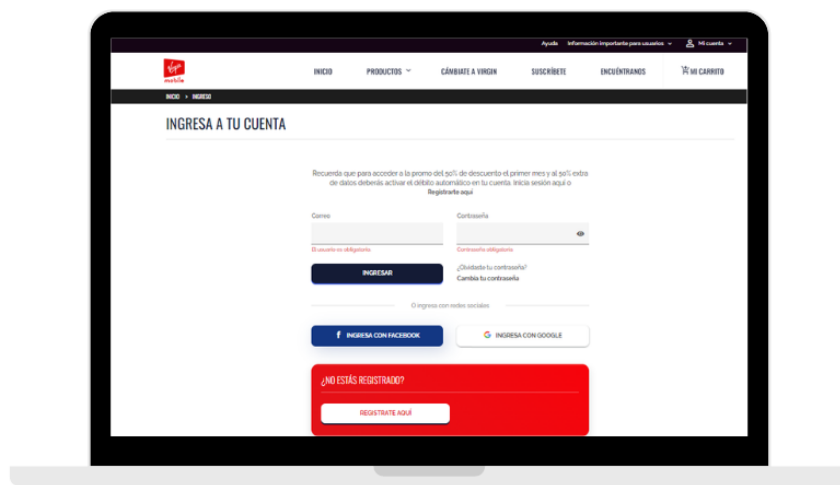 Ayuda Información importante para usuarios Mi cuenta
Virgin
mobile
INICIO PRODUCTOS CÁMBIATE A VIRGIN SUSCRÍBETE ENCUÉNTRANOS MI CARRITO
INICIO > INGRESO
INGRESA A TU CUENTA
Recuerda que para acceder a la promo del 50% de descuento el primer mes y al 50% extra
de datos deberás activar el débito automático en tu cuenta. Inicia sesión aquí o
Regístrarte aquí
Correo Contraseña
El usuario es obligatorio Contraseña obligatoria
INGRESAR
¿Olvidaste tu contraseña?
Cambia tu contraseña
O ingresa con redes sociales
f INGRESA CON FACEBOOK G INGRESA CON GOOGLE
¿NO ESTÁS REGISTRADO?
REGISTRATE AQUÍ